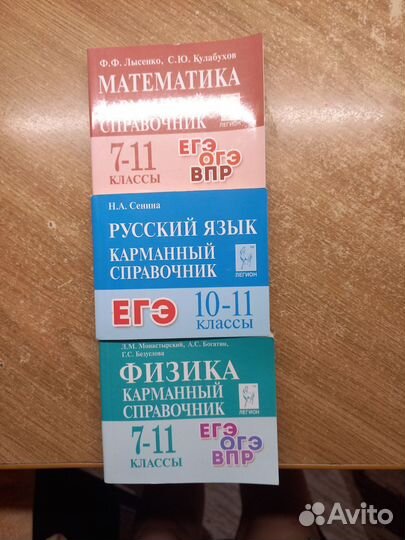 Ф.Ф. Лысенко, С.Ю. Кулабухов
МАТЕМАТИКА
КАРМАННЫЙ
СПРАВОЧНИК
ЛЕГИОН
7-11
КЛАССЫ
ЕГЭ
ОГЭ
ВПР
Н.А. Сенина
РУССКИЙ ЯЗЫК
КАРМАННЫЙ
СПРАВОЧНИК
ЛЕГИОН
ЕГЭ
10-11
КЛАССЫ
Л.М. Монастырский, А.С. Богатин,
Г.С. Безуглова
ФИЗИКА
КАРМАННЫЙ
СПРАВОЧНИК
ЛЕГИОН
7-11
КЛАССЫ
ЕГЭ
ОГЭ
ВПР
Avito